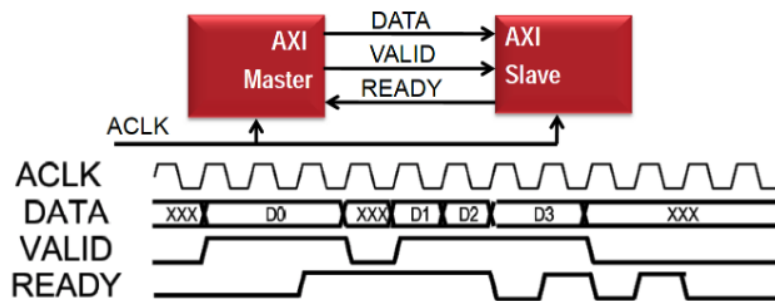 DATA
AXI
VALID
AXI
Master
READY
Slave
ACLK
ACLK
DATA XXX D0 XXX D1 D2 D3 XXX
VALID
READY